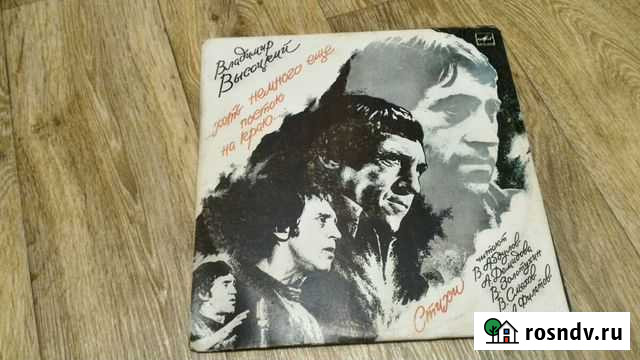 Владимир
Высоцкий
...хоть немного еще
постою
на краю...
Стихи
читают
В. Абдулов
А. Демидова
В. Золотухин
В. Смехов
Л. Филатов
rosndv.ru